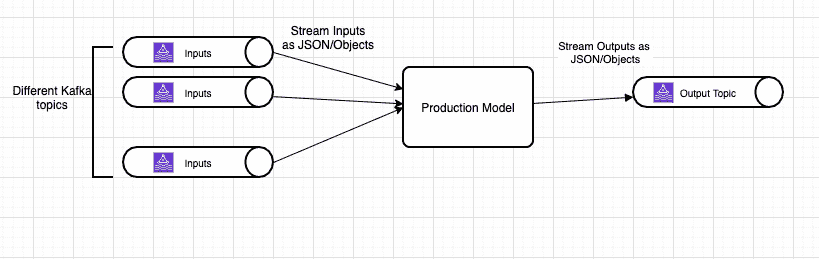 Stream Inputs
as JSON/Objects
Stream Outputs as
JSON/Objects
Different Kafka
topics
Inputs
Inputs
Inputs
Production Model
Output Topic